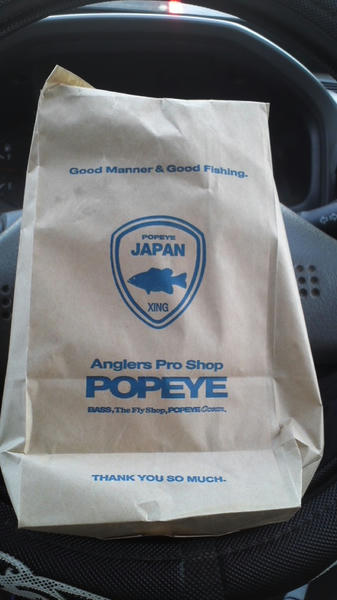 Good Manner & Good Fishing.
POPEYE
JAPAN
XING
Anglers Pro Shop
POPEYE
BASS, The Fly Shop, POPEYE Ocean.
THANK YOU SO MUCH.